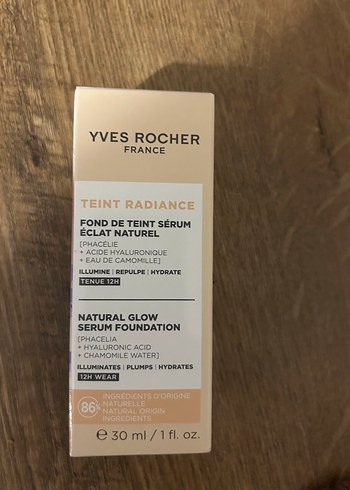 YVES ROCHER
FRANCE
TEINT RADIANCE
FOND DE TEINT SÉRUM
ÉCLAT NATUREL
[PHACÉLIE
+ ACIDE HYALURONIQUE
+ EAU DE CAMOMILLE]
ILLUMINE | REPULPE | HYDRATE
TENUE 12H
NATURAL GLOW
SERUM FOUNDATION
[PHACELIA
+ HYALURONIC ACID
+ CHAMOMILE WATER]
ILLUMINATES | PLUMPS | HYDRATES
12H WEAR
86%
INGRÉDIENTS D'ORIGINE
NATURELLE
NATURAL ORIGIN
INGREDIENTS
℮ 30 ml / 1 fl. oz.